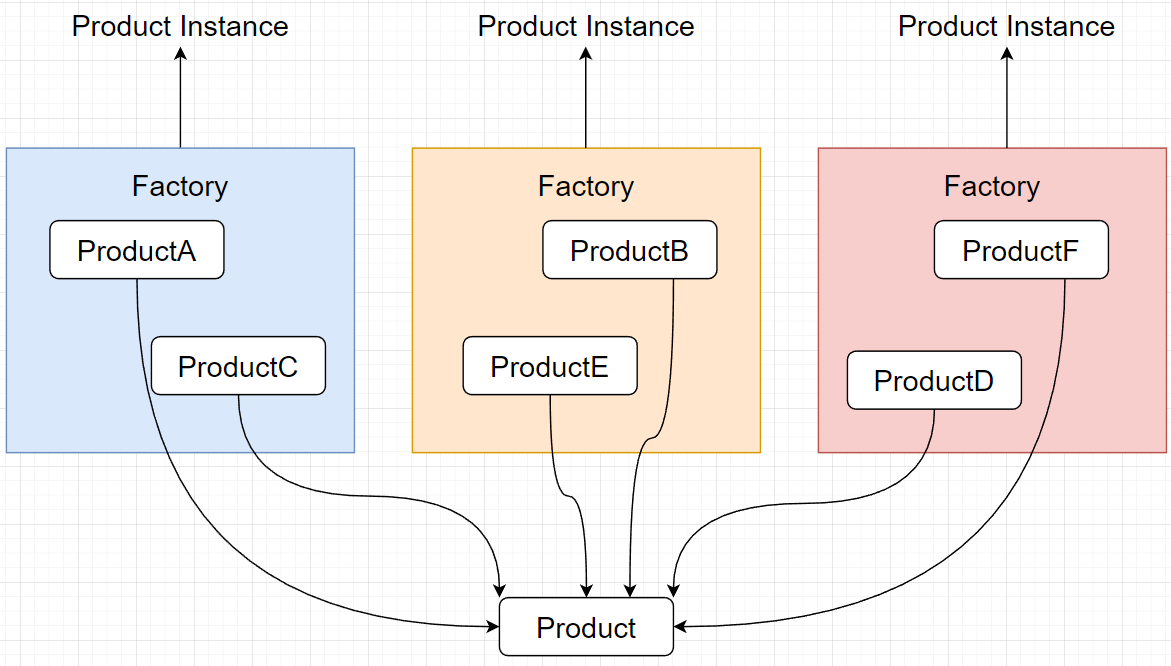 Product Instance
Product Instance
Product Instance
Factory
Factory
Factory
ProductA
ProductB
ProductF
ProductC
ProductE
ProductD
Product